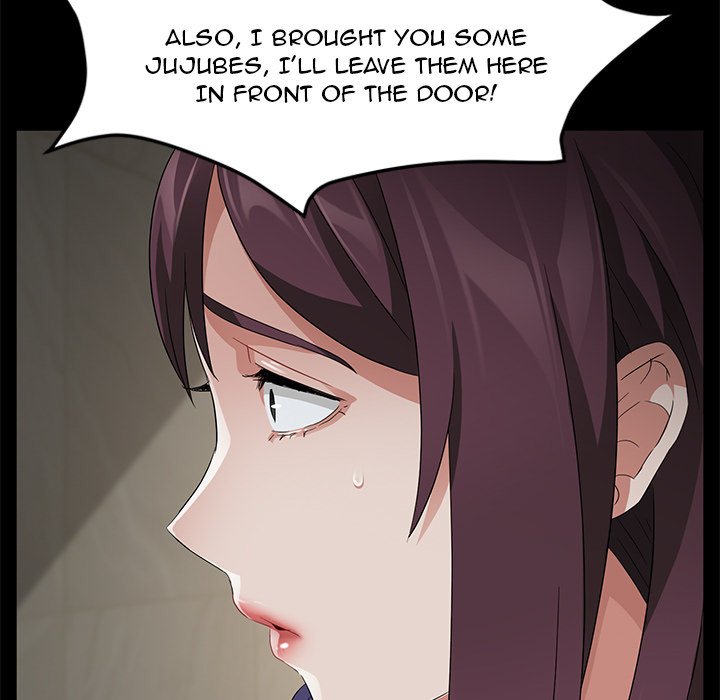 ALSO, I BROUGHT YOU SOME
JUJUBES, I'LL LEAVE THEM HERE
IN FRONT OF THE DOOR!